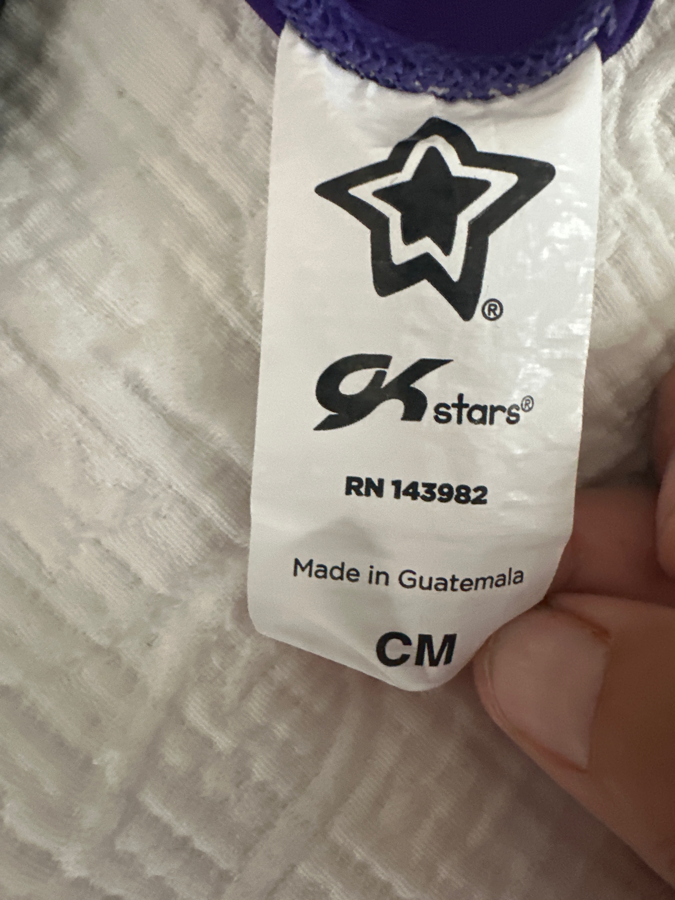 ®
GK stars®
RN 143982
Made in Guatemala
CM